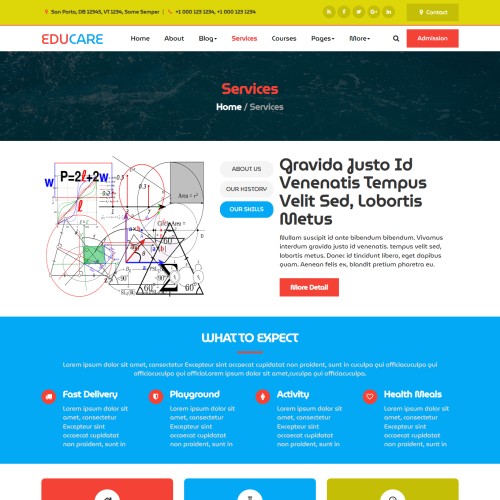 San Porto, DB 12345, VT 1234, Some Semper | +1 000 123 1234, +1 000 123 1234
Contact
EDUCARE
Home About Blog Services Courses Pages More
Admission
Services
Home / Services
P=2ℓ+2w
w
ℓ
Area = r²
ABOUT US
OUR HISTORY
OUR SKILLS
Gravida Justo Id
Venenatis Tempus
Velit Sed, Lobortis
Metus
Nullam suscipit id ante bibendum bibendum. Vivamus
interdum gravida justo id venenatis. tempus velit sed,
lobortis metus. Donec id tincidunt libero, eget dapibus
quam. Aenean felis ex, blandit pretium pharetra eu.
More Detail
WHAT TO EXPECT
Lorem ipsum dolor sit amet, consectetur Excepteur sint occaecat cupidatat non proident, sunt in cuculpa qui officiacuculpa qui
officiacuculpa qui officiaLorem ipsum dolor sit amet,cuculpa qui officiacuculpa.
Fast Delivery
Lorem ipsum dolor sit
amet, consectetur
Excepteur sint
occaecat cupidatat
non proident, sunt in
Playground
Lorem ipsum dolor sit
amet, consectetur
Excepteur sint
occaecat cupidatat
non proident, sunt in
Activity
Lorem ipsum dolor sit
amet, consectetur
Excepteur sint
occaecat cupidatat
non proident, sunt in
Health Meals
Lorem ipsum dolor sit
amet, consectetur
Excepteur sint
occaecat cupidatat
non proident, sunt in